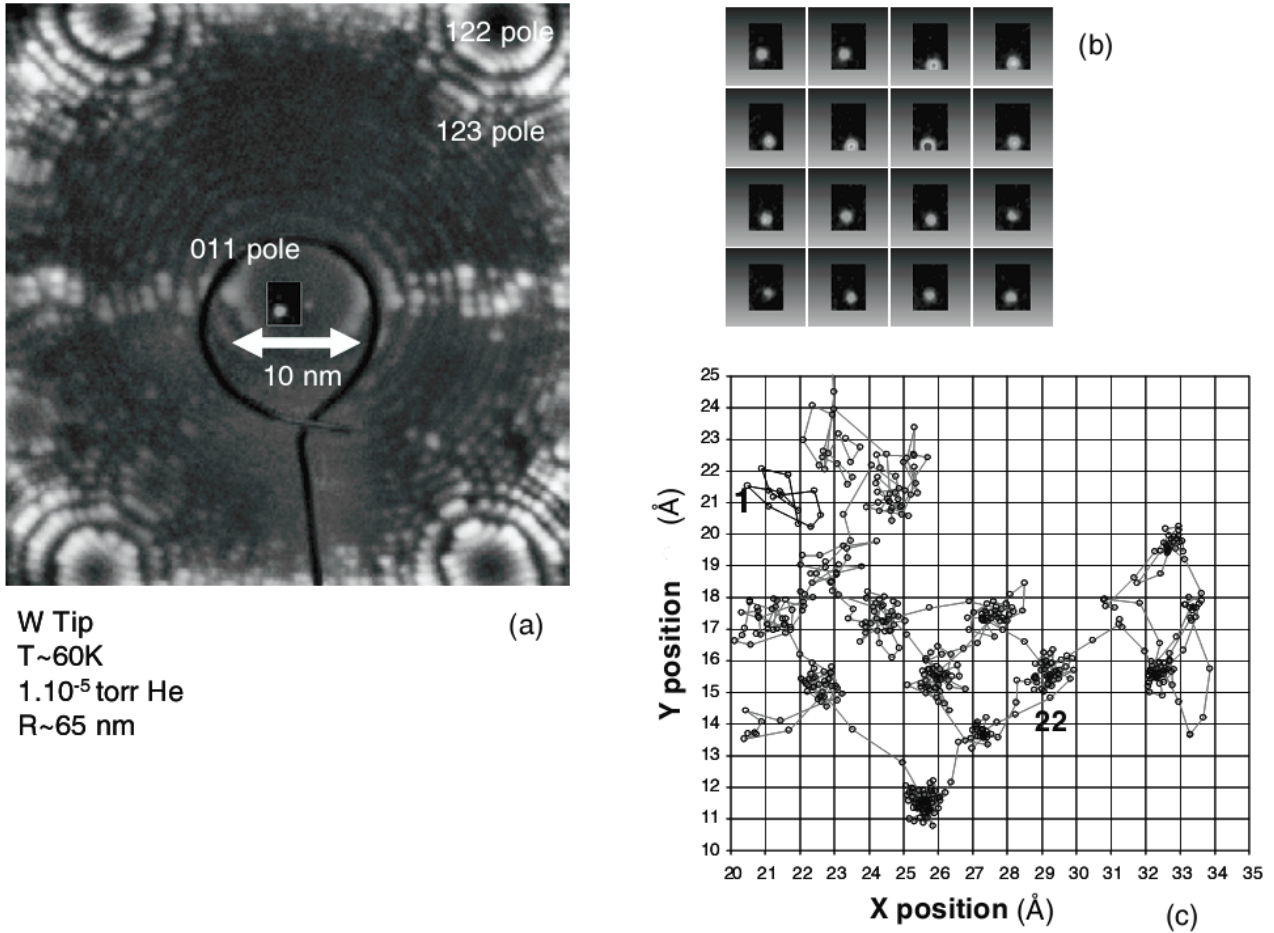 122 pole
123 pole
011 pole
10 nm
W Tip
T~60K
1.10-5 torr He
R~65 nm
(a)
(b)
25
24
23
22
21
20
19
18
17
16
15
14
13
12
11
10
Y position (Å)
1
22
20 21 22 23 24 25 26 27 28 29 30 31 32 33 34 35
X position (Å)
(c)